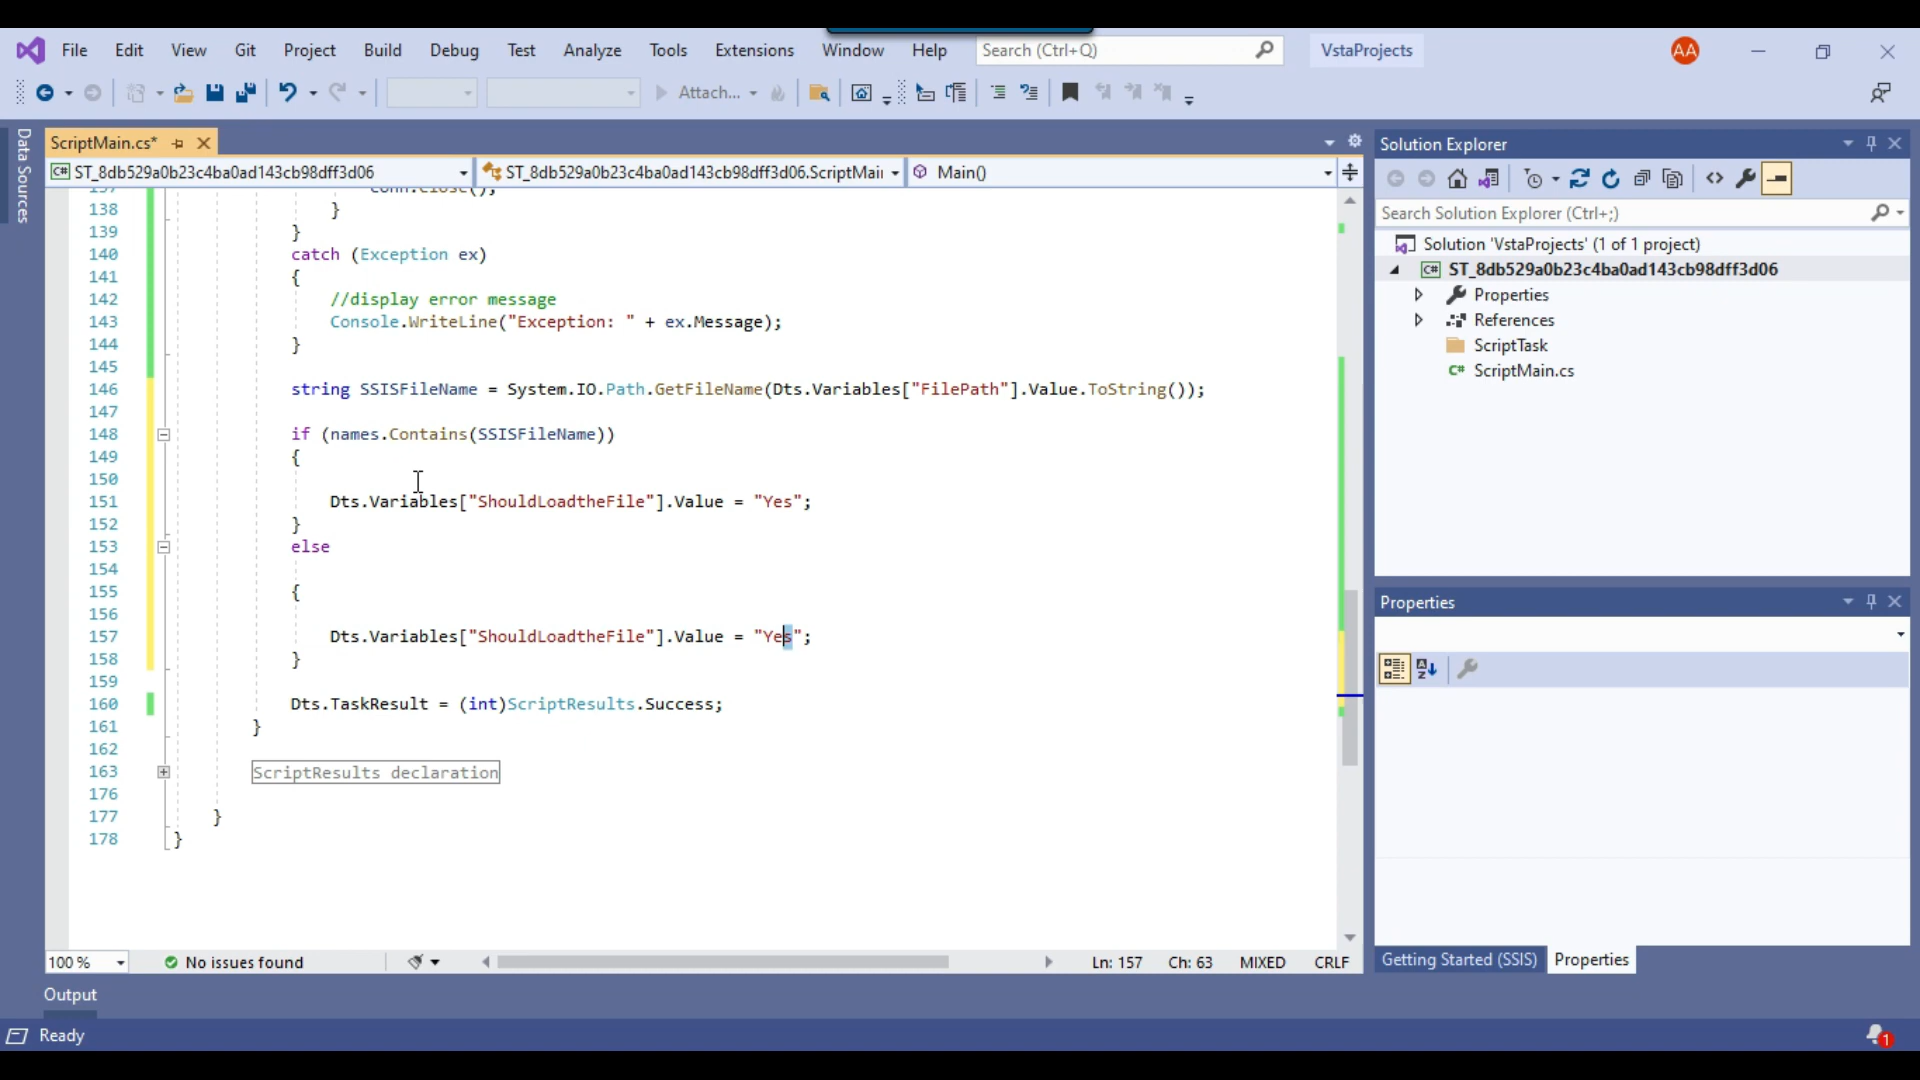 File Edit View Git Project Build Debug Test Analyze Tools Extensions Window Help Search (Ctrl+Q) VstaProjects AA
Attach...
Data Sources
ScriptMain.cs*
C# ST_8db529a0b23c4ba0ad143cb98dff3d06 ST_8db529a0b23c4ba0ad143cb98dff3d06.ScriptMai Main()
137 conn.Close();
138 }
139 }
140 catch (Exception ex)
141 {
142 //display error message
143 Console.WriteLine("Exception: " + ex.Message);
144 }
145
146 string SSISFileName = System.IO.Path.GetFileName(Dts.Variables["FilePath"].Value.ToString());
147
148 if (names.Contains(SSISFileName))
149 {
150
151 Dts.Variables["ShouldLoadtheFile"].Value = "Yes";
152 }
153 else
154
155 {
156
157 Dts.Variables["ShouldLoadtheFile"].Value = "Yes";
158 }
159
160 Dts.TaskResult = (int)ScriptResults.Success;
161 }
162
163 ScriptResults declaration
176
177 }
178 }
100 % No issues found Ln: 157 Ch: 63 MIXED CRLF
Output
Ready
Solution Explorer
Search Solution Explorer (Ctrl+;)
Solution 'VstaProjects' (1 of 1 project)
C# ST_8db529a0b23c4ba0ad143cb98dff3d06
Properties
References
ScriptTask
C# ScriptMain.cs
Properties
Getting Started (SSIS) Properties
1